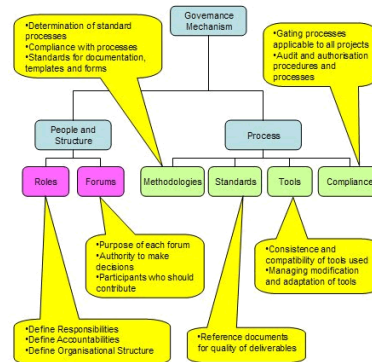 •Determination of standard
processes
•Compliance with processes
•Standards for documentation,
templates and forms
Governance
Mechanism
•Gating processes
applicable to all projects
•Audit and authorisation
procedures and
processes
People and
Structure
Process
Roles
Forums
Methodologies
Standards
Tools
Compliance
•Purpose of each forum
•Authority to make
decisions
•Participants who should
contribute
•Consistence and
compatibility of tools used
•Managing modification
and adaptation of tools
•Define Responsibilities
•Define Accountabilities
•Define Organisational Structure
•Reference documents
for quality of deliverables